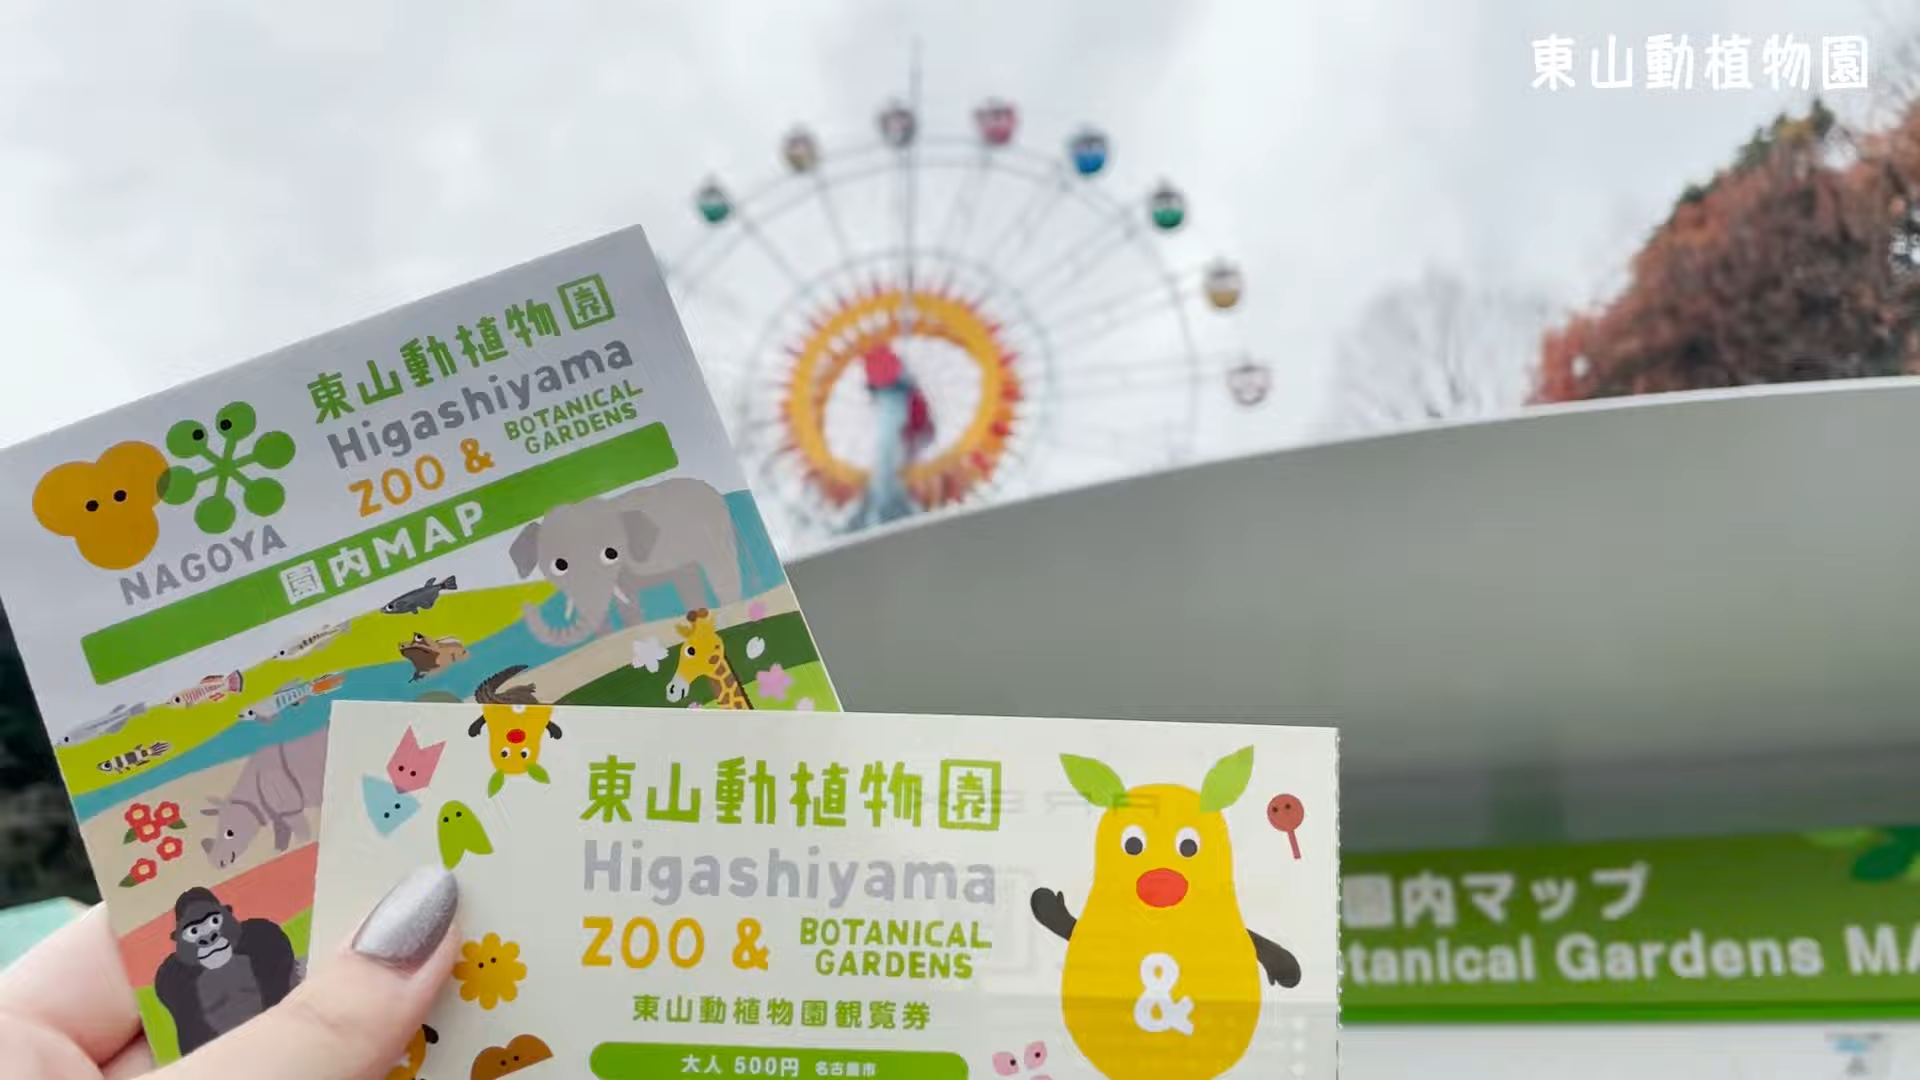 東山動植物園
東山動植物園
Higashiyama
ZOO & BOTANICAL GARDENS
NAGOYA
園内MAP
東山動植物園
Higashiyama
ZOO & BOTANICAL GARDENS
東山動植物園観覧券
大人 500円 名古屋市
&
園内マップ
tanical Gardens MA